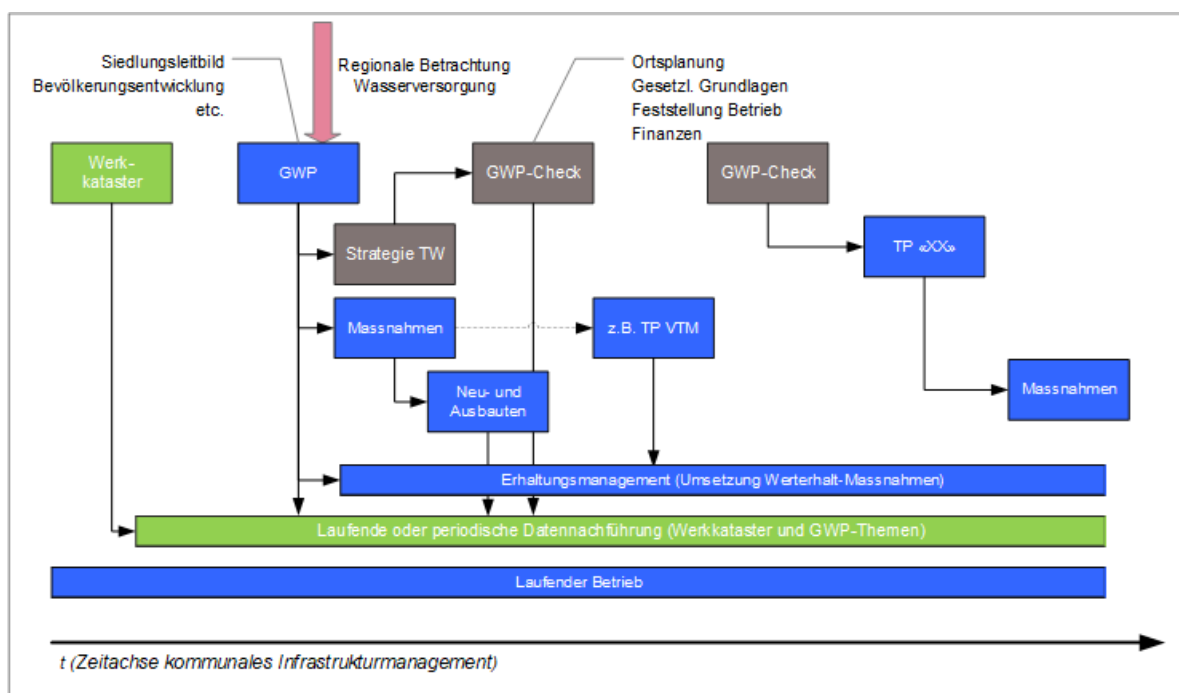 Siedlungsleitbild
Bevölkerungsentwicklung
etc.
Regionale Betrachtung
Wasserversorgung
Ortsplanung
Gesetzl. Grundlagen
Feststellung Betrieb
Finanzen
Werk-
kataster
GWP
GWP-Check
GWP-Check
Strategie TW
TP «XX»
Massnahmen
z.B. TP VTM
Neu- und
Ausbauten
Massnahmen
Erhaltungsmanagement (Umsetzung Werterhalt-Massnahmen)
Laufende oder periodische Datennachführung (Werkkataster und GWP-Themen)
Laufender Betrieb
t (Zeitachse kommunales Infrastrukturmanagement)